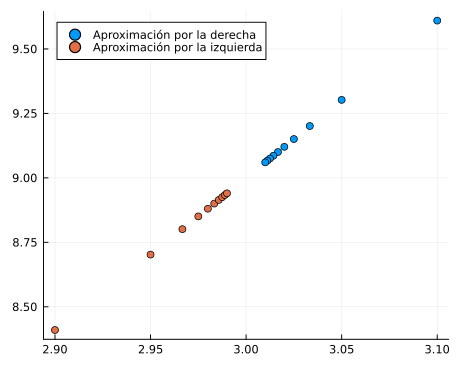 Aproximación por la derecha
Aproximación por la izquierda
9.50
9.25
9.00
8.75
8.50
2.90 2.95 3.00 3.05 3.10